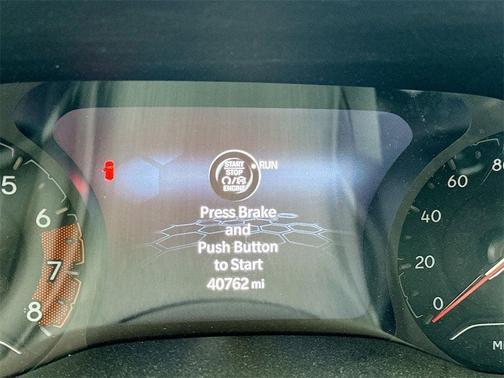 START
STOP
ENGINE
RUN
Press Brake
and
Push Button
to Start
40762 mi
5
6
7
8
80
60
40
20
0
M